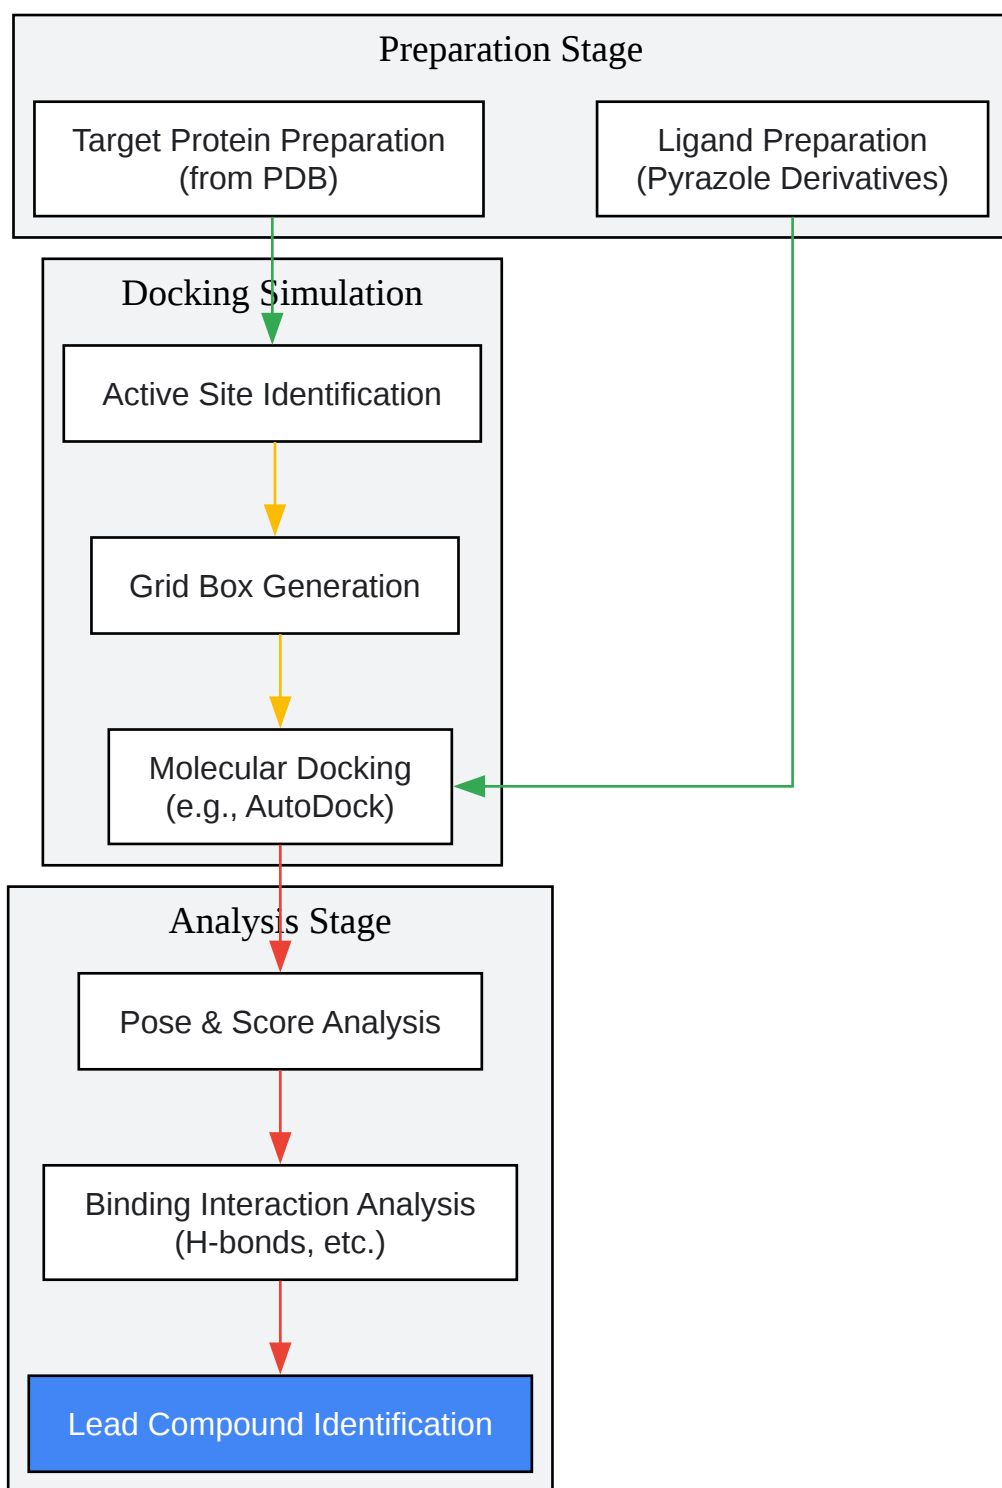 Preparation Stage
Target Protein Preparation
(from PDB)
Ligand Preparation
(Pyrazole Derivatives)
Docking Simulation
Active Site Identification
Grid Box Generation
Molecular Docking
(e.g., AutoDock)
Analysis Stage
Pose & Score Analysis
Binding Interaction Analysis
(H-bonds, etc.)
Lead Compound Identification